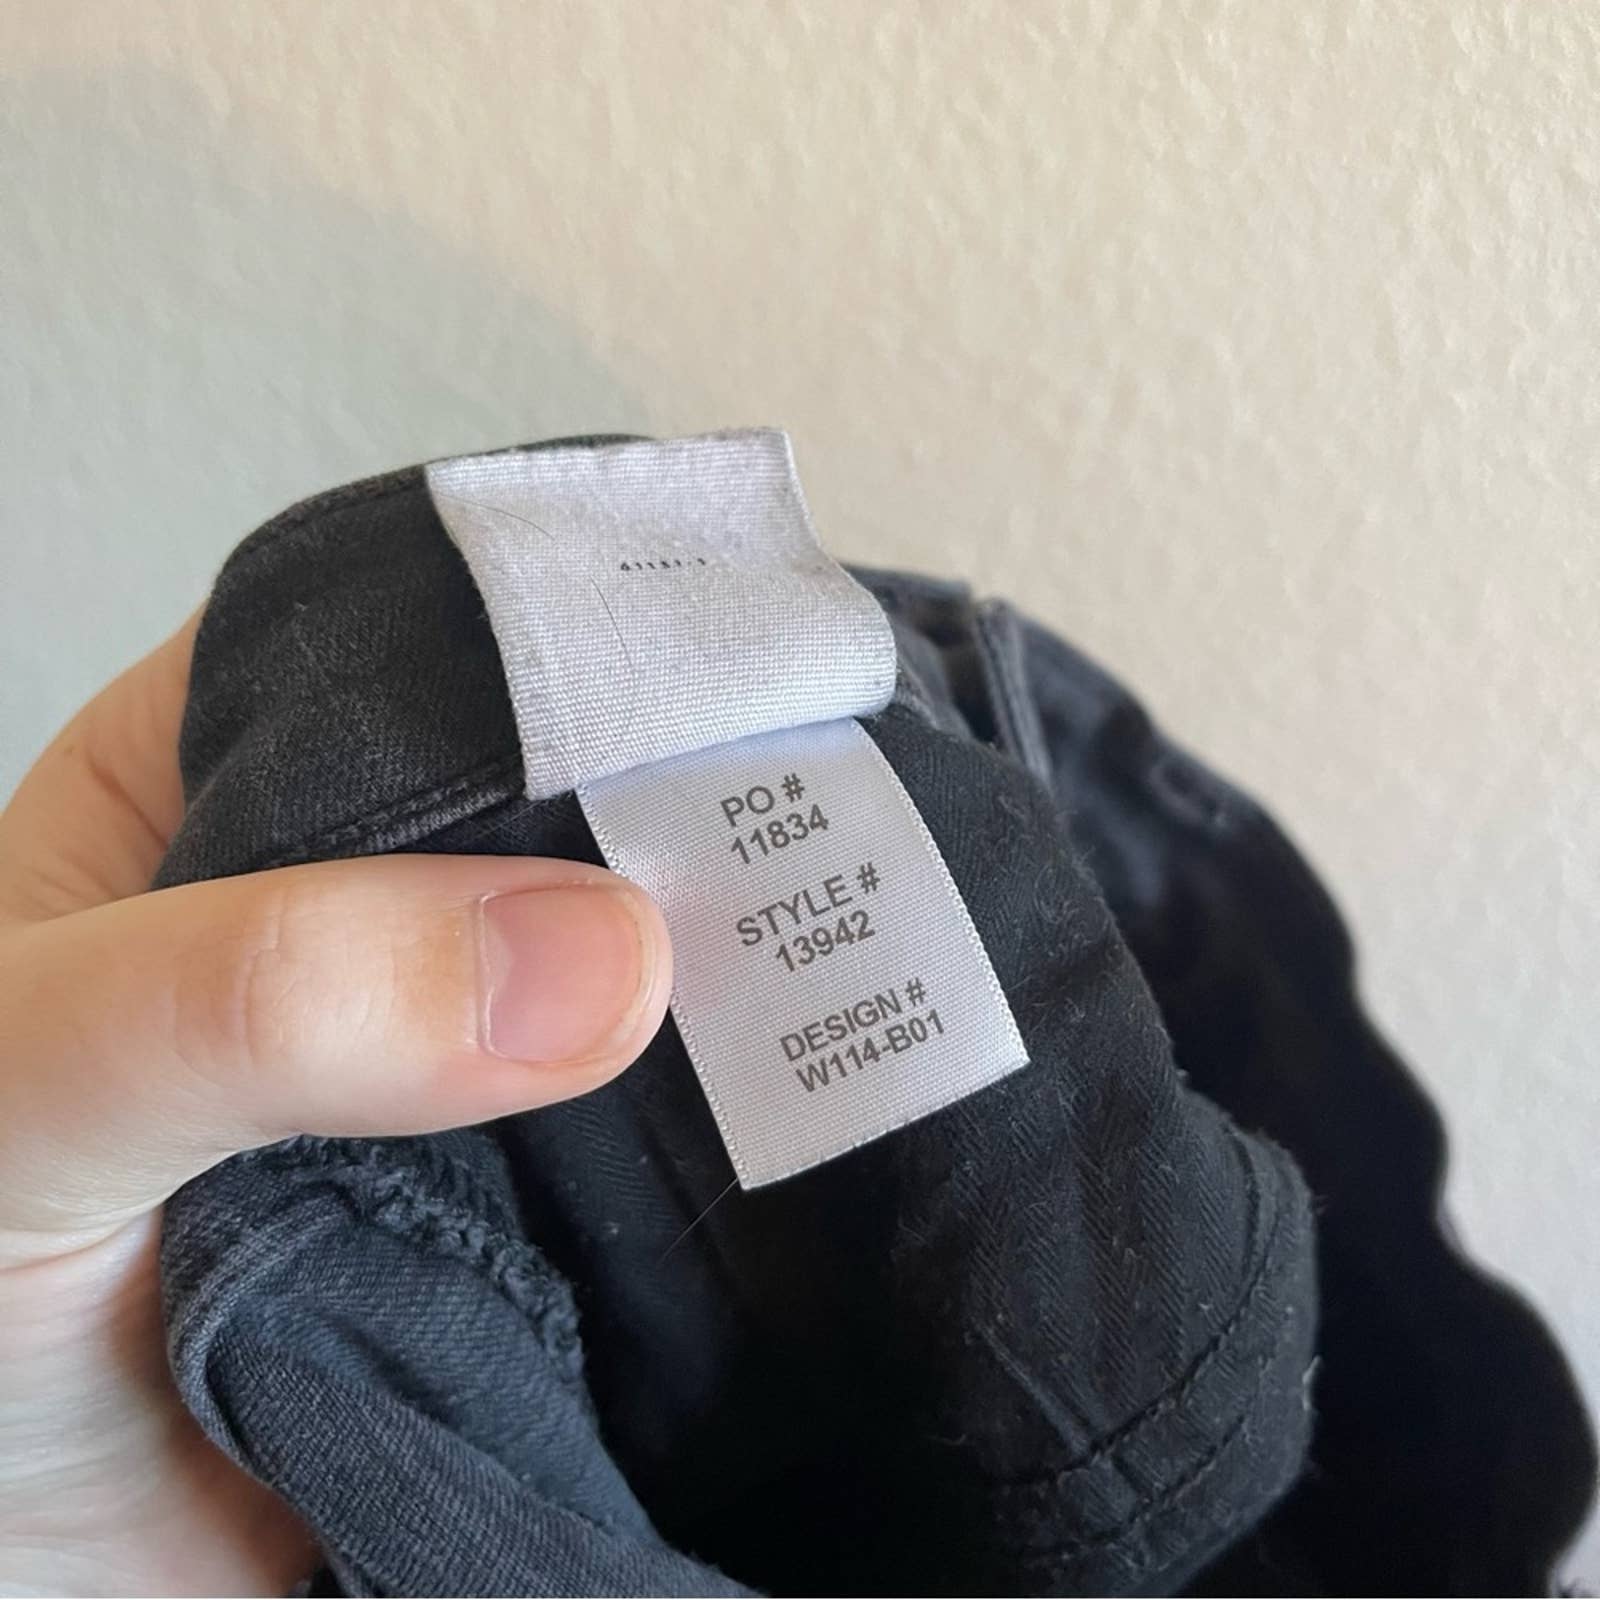 PO #
11834
STYLE #
13942
DESIGN #
W114-B01